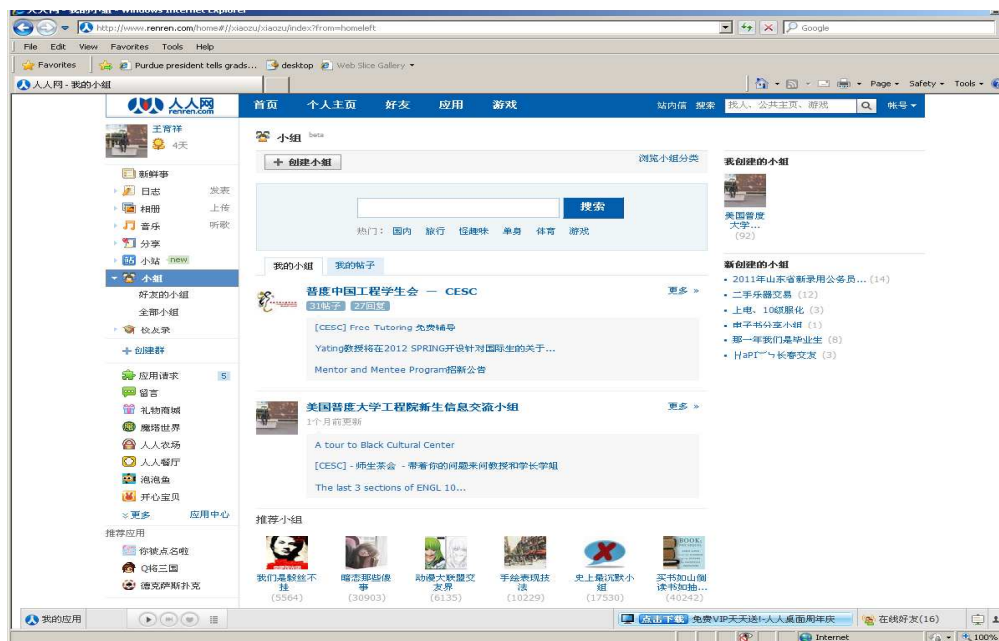 http://www.renren.com/home#//xiaozu/xiaozu/index?from=homeleft
Google
File Edit View Favorites Tools Help
Favorites
Purdue president tells grads...
desktop
Web Slice Gallery
人人网 - 我的小组
Page Safety Tools
人人网
renren.com
首页 个人主页 好友 应用 游戏
站内信 搜索
找人、公共主页、游戏
帐号
王育祥
4天
新鲜事
日志 发表
相册 上传
音乐 听歌
分享
小站 new
小组
好友的小组
全部小组
校友录
+ 创建群
应用请求 5
留言
礼物商城
魔塔世界
人人农场
人人餐厅
泡泡鱼
开心宝贝
更多 应用中心
推荐应用
你被点名啦
Q将三国
德克萨斯扑克
小组 beta
+ 创建小组
浏览小组分类
搜索
热门： 国内 旅行 怪趣味 单身 体育 游戏
我的小组 我的帖子
普度中国工程学生会 — CESC
更多 »
31帖子 27回复
[CESC] Free Tutoring 免费辅导
Yating教授将在2012 SPRING开设针对国际生的关于...
Mentor and Mentee Program招新公告
美国普度大学工程院新生信息交流小组
更多 »
1个月前更新
A tour to Black Cultural Center
[CESC] - 师生茶会 - 带着你的问题来问教授和学长学姐
The last 3 sections of ENGL 10...
推荐小组
我们是毅丝不
挂
(5564)
暗恋那些傻
事
(30903)
动漫大联盟交
友界
(6135)
手绘表现技
法
(10229)
史上最沉默小
组
(17530)
买书如山倒
读书如抽...
(40242)
我创建的小组
美国普度
大学...
(92)
新创建的小组
2011年山东省新录用公务员... (14)
二手乐器交易 (12)
上电、10级服化 (3)
电子书分享小组 (1)
那一年我们是毕业生 (8)
我的应用
点击下载 免费VIP天天送!-人人桌面周年庆
在线好友(16)
Internet
100%